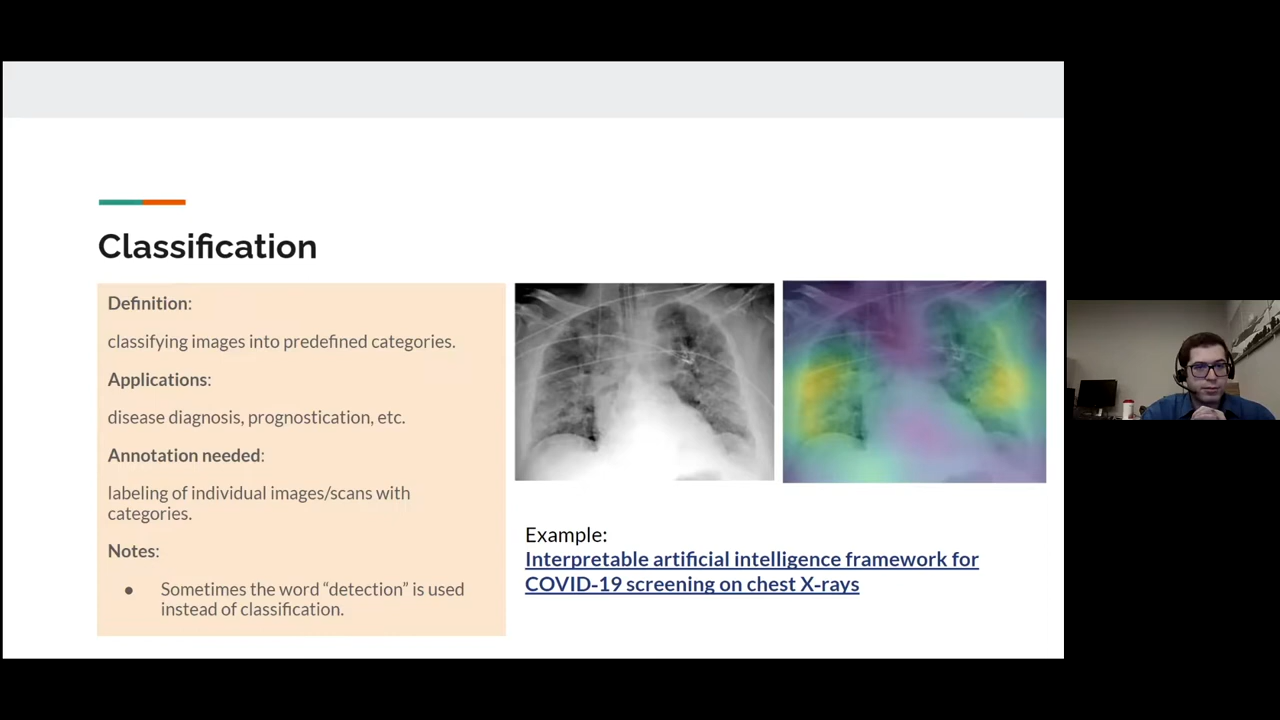 Classification
Definition:
classifying images into predefined categories.
Applications:
disease diagnosis, prognostication, etc.
Annotation needed:
labeling of individual images/scans with
categories.
Notes:
● Sometimes the word “detection” is used
instead of classification.
Example:
Interpretable artificial intelligence framework for
COVID-19 screening on chest X-rays